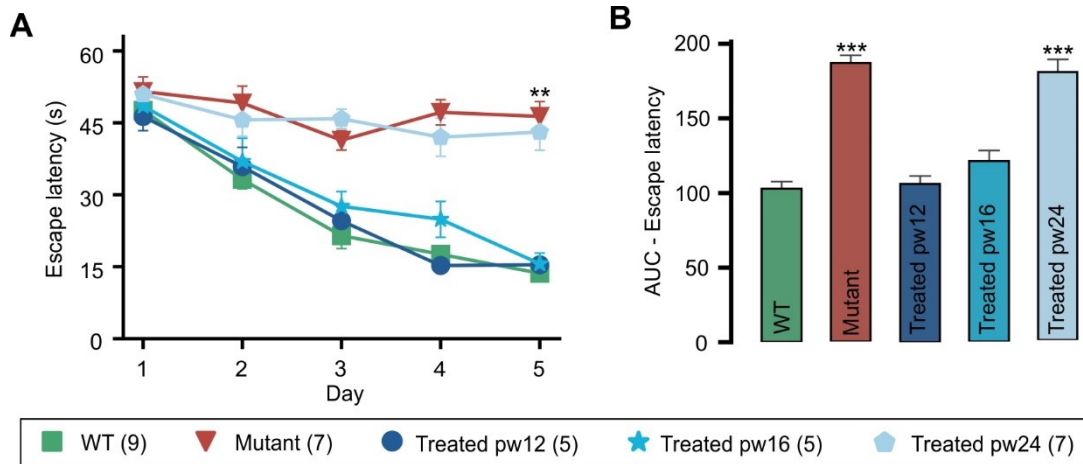 A
Escape latency (s)
60
45
30
15
0
**
1 2 3 4 5
Day
B
AUC - Escape latency
200
150
100
50
0
***
***
WT
Mutant
Treated pw12
Treated pw16
Treated pw24
WT (9) Mutant (7) Treated pw12 (5) Treated pw16 (5) Treated pw24 (7)